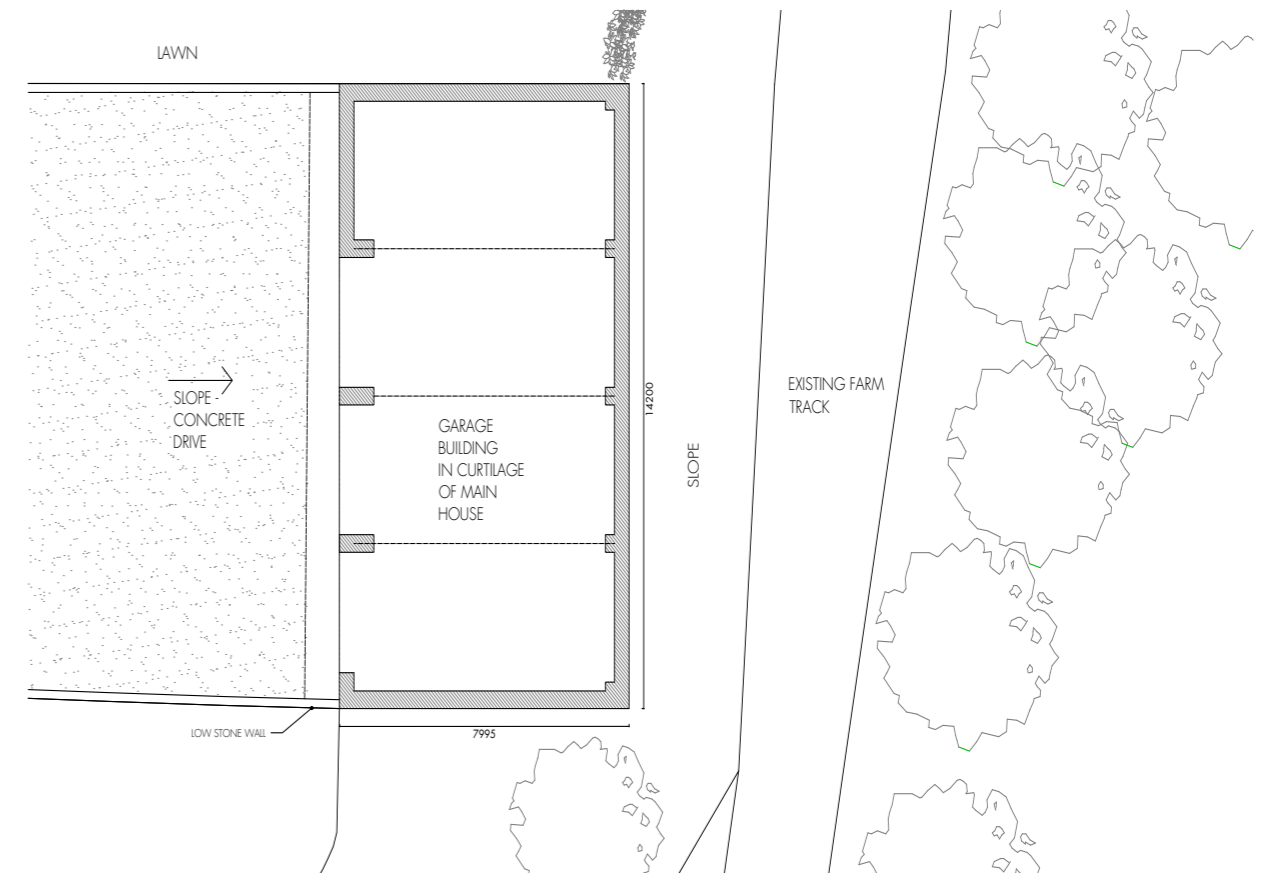 LAWN
SLOPE -
CONCRETE
DRIVE
GARAGE
BUILDING
IN CURTILAGE
OF MAIN
HOUSE
14200
SLOPE
EXISTING FARM
TRACK
LOW STONE WALL
7995